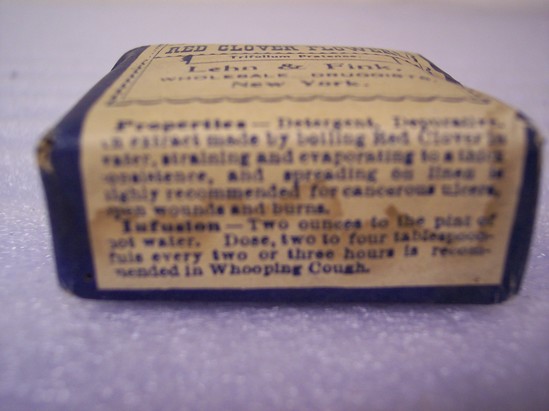 RED CLOVER FLOWERS
Trifolium Pratense
Lehn & Fink,
WHOLESALE DRUGGISTS
New York.
Properties — Detergent, Depurative,
an extract made by boiling Red Clover in
water, straining and evaporating to a thick
consistence, and spreading on linen is
highly recommended for cancerous ulcers,
open wounds and burns.
Infusion — Two ounces to the pint of
hot water. Dose, two to four tablespoon-
fuls every two or three hours is recom-
mended in Whooping Cough.